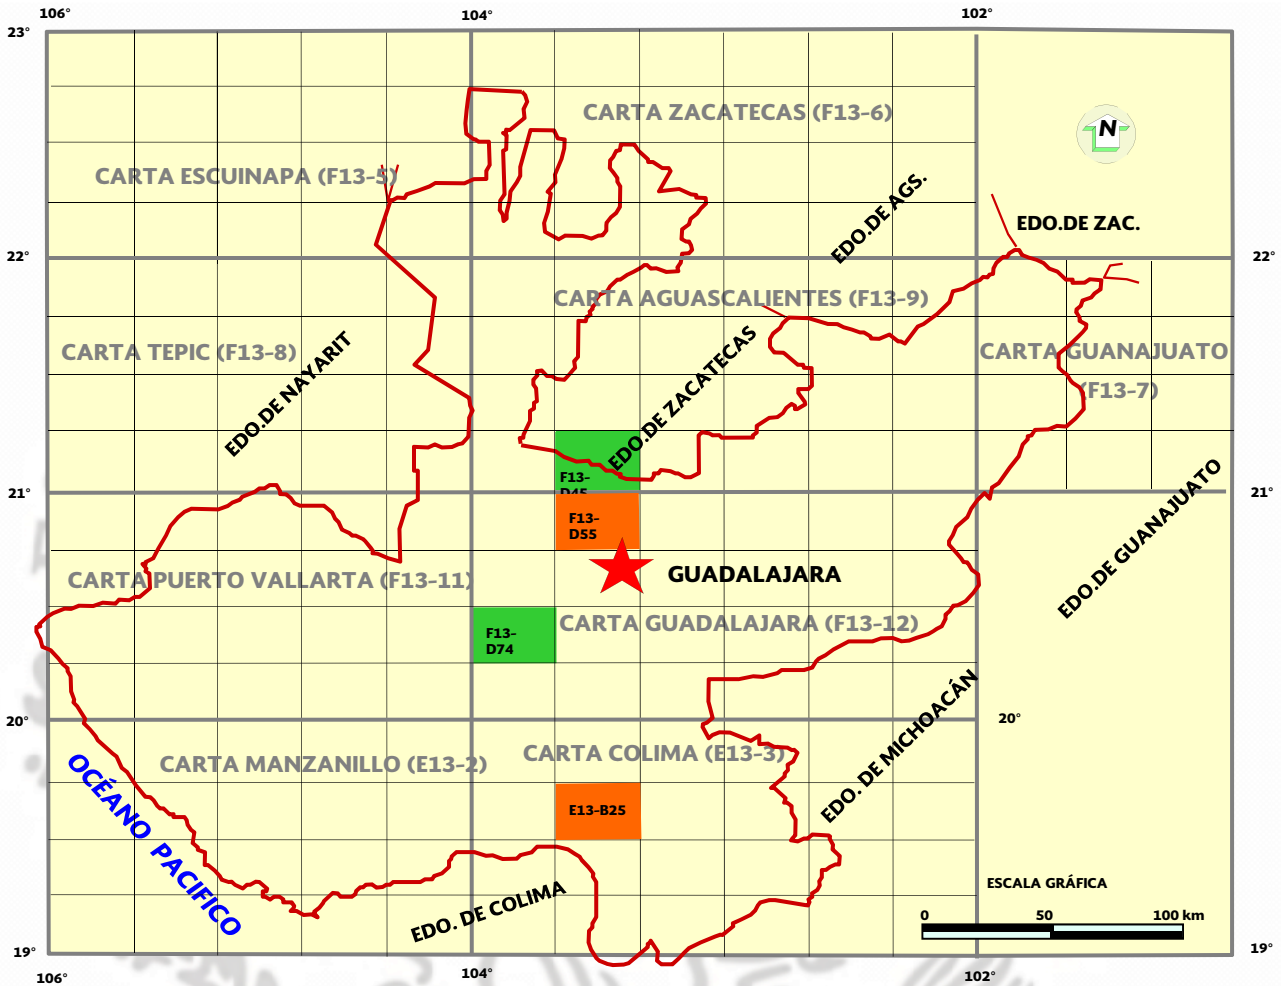 106°
104°
102°
23°
CARTA ZACATECAS (F13-6)
N
CARTA ESCUINAPA (F13-5)
EDO.DE AGS.
EDO.DE ZAC.
22°
22°
CARTA AGUASCALIENTES (F13-9)
CARTA TEPIC (F13-8)
EDO.DE NAYARIT
EDO.DE ZACATECAS
CARTA GUANAJUATO
(F13-7)
F13-
D45
21°
21°
F13-
D55
EDO.DE GUANAJUATO
GUADALAJARA
CARTA PUERTO VALLARTA (F13-11)
CARTA GUADALAJARA (F13-12)
F13-
D74
20°
20°
EDO. DE MICHOACÁN
CARTA COLIMA (E13-3)
CARTA MANZANILLO (E13-2)
OCÉANO PACIFICO
E13-B25
EDO. DE COLIMA
ESCALA GRÁFICA
0 50 100 km
19°
19°
106°
104°
102°